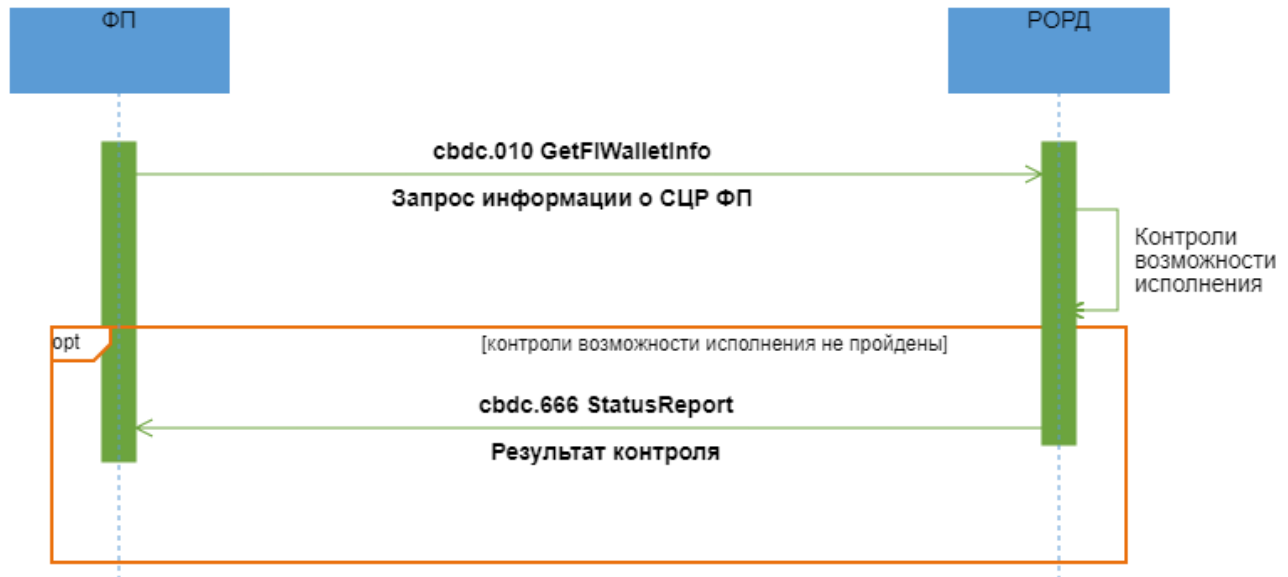 ФП
РОРД
cbdc.010 GetFIWalletInfo
Запрос информации о СЦР ФП
Контроли
возможности
исполнения
opt
[контроли возможности исполнения не пройдены]
cbdc.666 StatusReport
Результат контроля